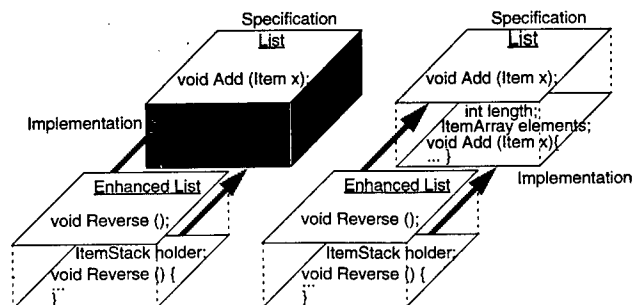 Specification
List
void Add (Item x);
Implementation
Enhanced List
void Reverse ();
ItemStack holder;
void Reverse () {
...
}
Specification
List
void Add (Item x);
int length;
ItemArray elements;
void Add (Item x){
... }
Implementation
Enhanced List
void Reverse ();
ItemStack holder;
void Reverse () {
...
}